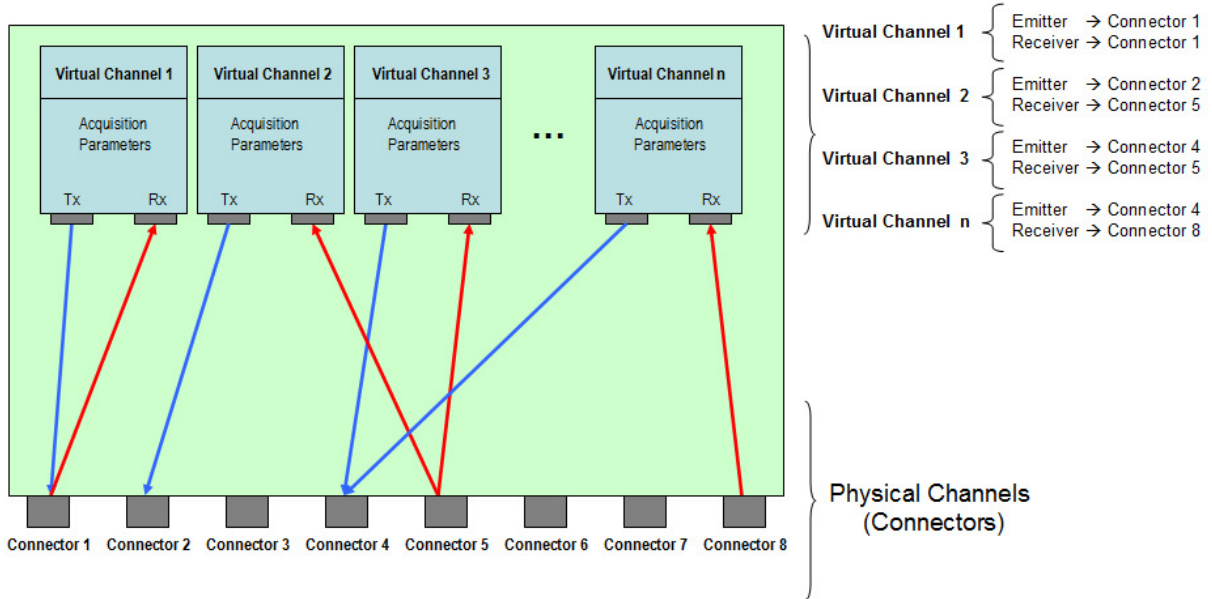 Virtual Channel 1
Virtual Channel 2
Virtual Channel 3
Virtual Channel n
Acquisition
Parameters
Acquisition
Parameters
Acquisition
Parameters
...
Acquisition
Parameters
Tx Rx
Tx Rx
Tx Rx
Tx Rx
Connector 1
Connector 2
Connector 3
Connector 4
Connector 5
Connector 6
Connector 7
Connector 8
Virtual Channel 1
Emitter → Connector 1
Receiver → Connector 1
Virtual Channel 2
Emitter → Connector 2
Receiver → Connector 5
Virtual Channel 3
Emitter → Connector 4
Receiver → Connector 5
Virtual Channel n
Emitter → Connector 4
Receiver → Connector 8
Physical Channels
(Connectors)